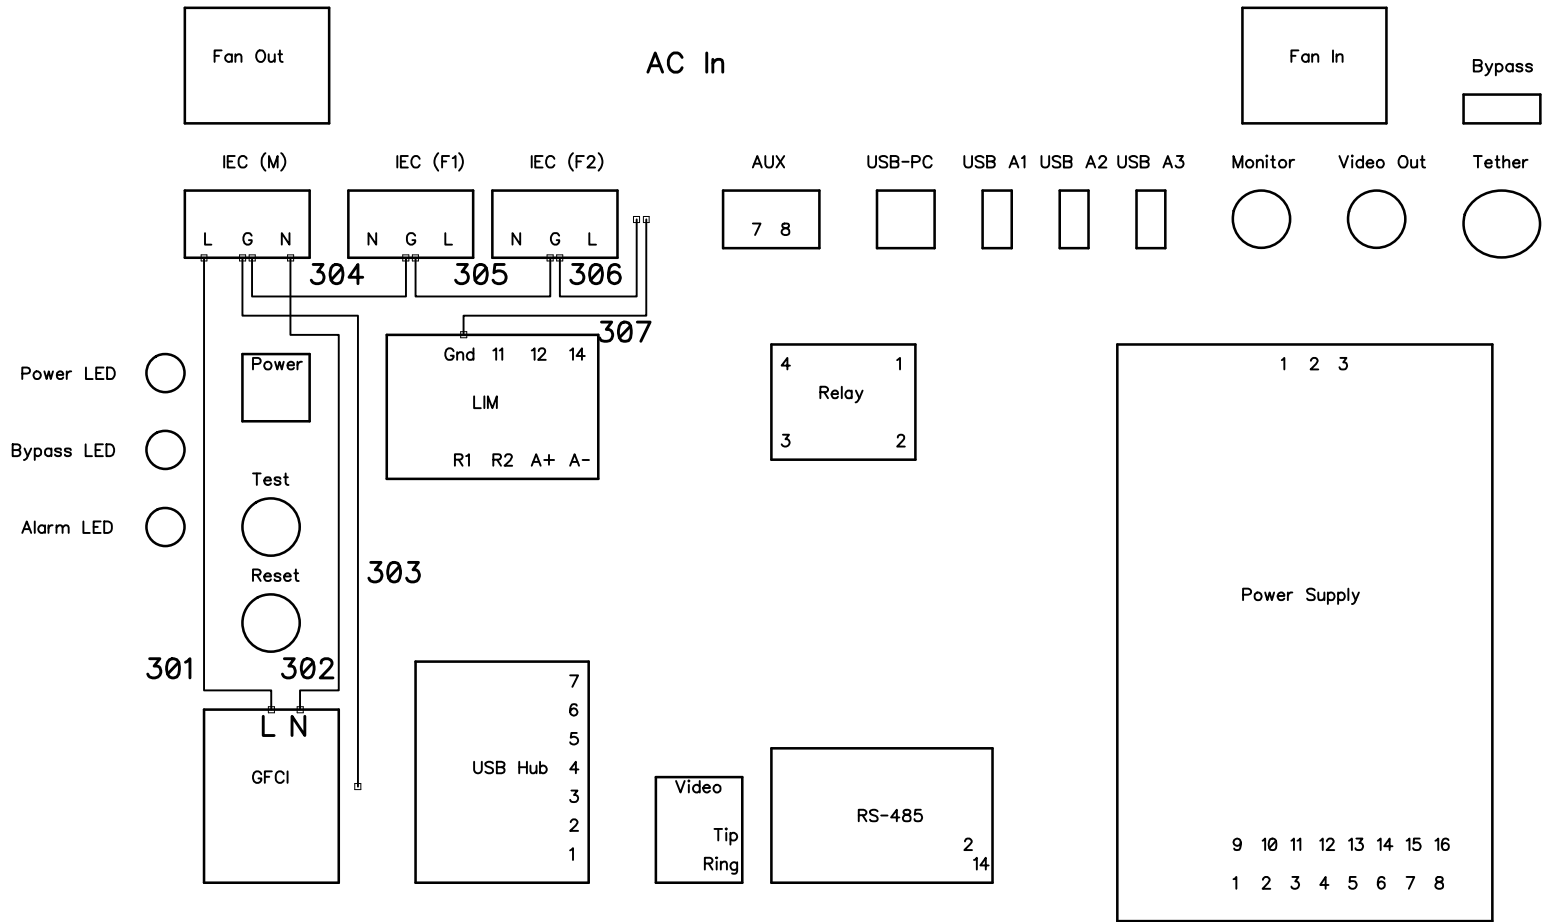 Fan Out
AC In
Fan In
Bypass
IEC (M)
IEC (F1)
IEC (F2)
AUX
USB-PC
USB A1
USB A2
USB A3
Monitor
Video Out
Tether
L G N
N G L
N G L
7 8
304
305
306
307
Gnd 11 12 14
LIM
R1 R2 A+ A-
4 1
Relay
3 2
1 2 3
Power LED
Power
Bypass LED
Test
Alarm LED
Reset
303
Power Supply
301
302
L N
GFCI
7
6
5
USB Hub 4
3
2
1
Video
Tip
Ring
RS-485
2
14
9 10 11 12 13 14 15 16
1 2 3 4 5 6 7 8